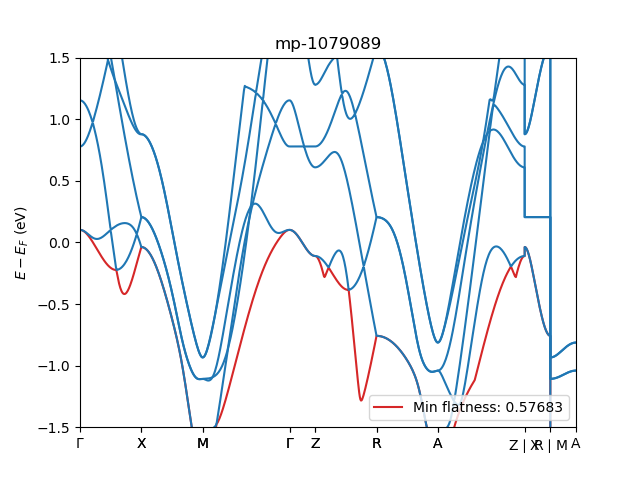 mp-1079089
E − E_F (eV)
1.5
1.0
0.5
0.0
−0.5
−1.0
−1.5
Min flatness: 0.57683
Γ X M Γ Z R A Z | X R | M A